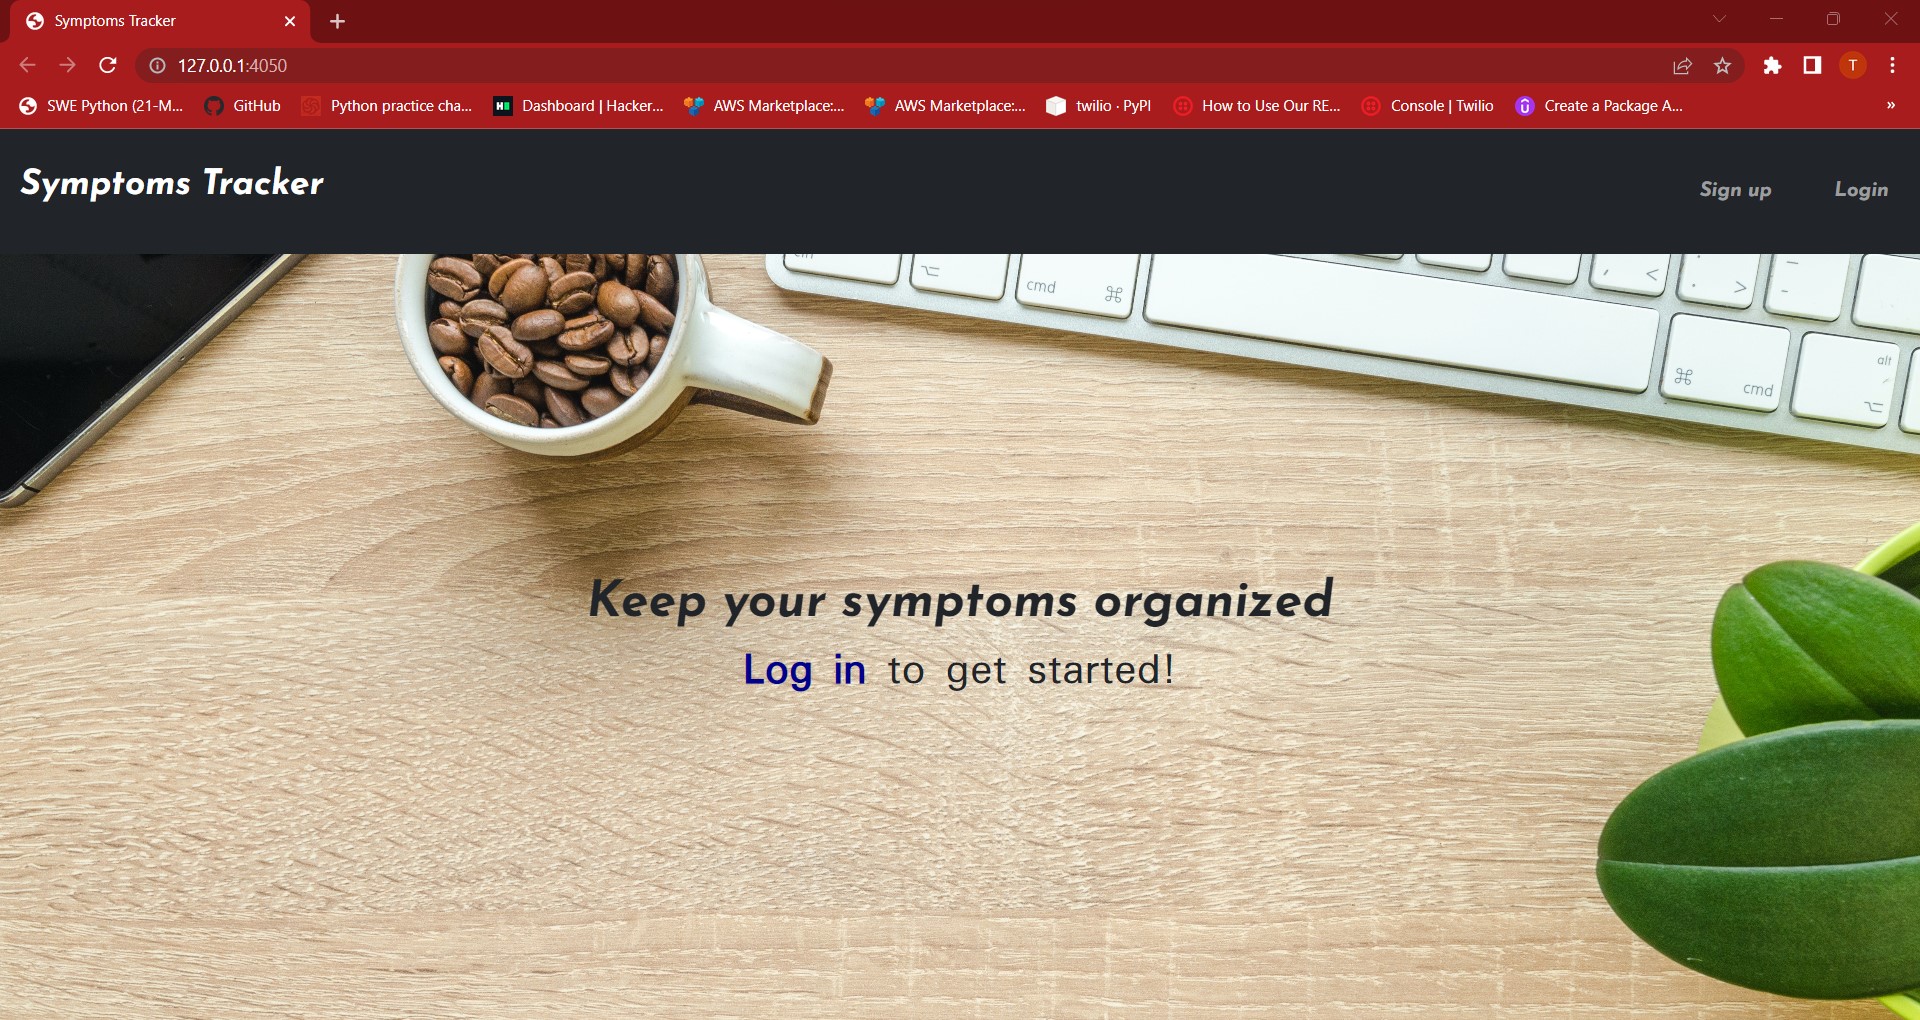 Symptoms Tracker
127.0.0.1:4050
SWE Python (21-M... GitHub Python practice cha... Dashboard | Hacker... AWS Marketplace:... AWS Marketplace:... twilio · PyPI How to Use Our RE... Console | Twilio Create a Package A... »
T
Symptoms Tracker
Sign up Login
cmd ⌘
⌘ cmd
alt
Keep your symptoms organized
Log in to get started!